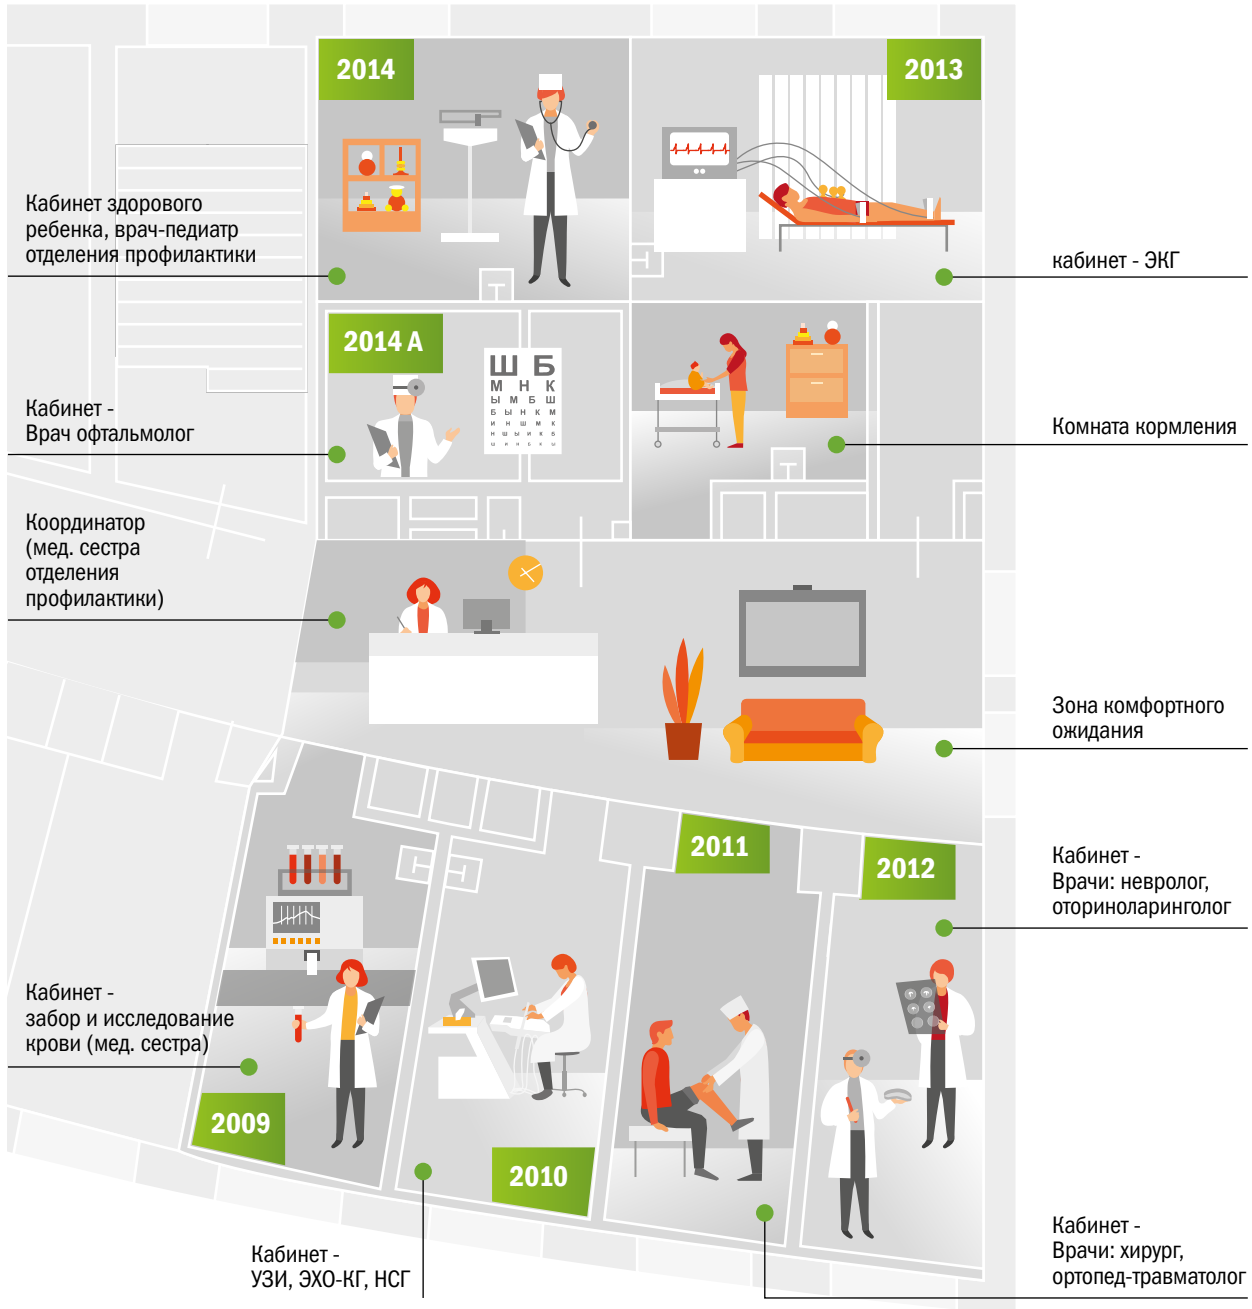 2014
2013
Кабинет здорового
ребенка, врач-педиатр
отделения профилактики
кабинет - ЭКГ
2014 А
Ш Б
М Н К
Ы М Б Ш
Б Ы Н К М
И Н Ш М К
Н Ш Ы И К Б
Кабинет -
Врач офтальмолог
Комната кормления
Координатор
(мед. сестра
отделения
профилактики)
Зона комфортного
ожидания
2011
2012
Кабинет -
Врачи: невролог,
оториноларинголог
Кабинет -
забор и исследование
крови (мед. сестра)
2009
2010
Кабинет -
УЗИ, ЭХО-КГ, НСГ
Кабинет -
Врачи: хирург,
ортопед-травматолог